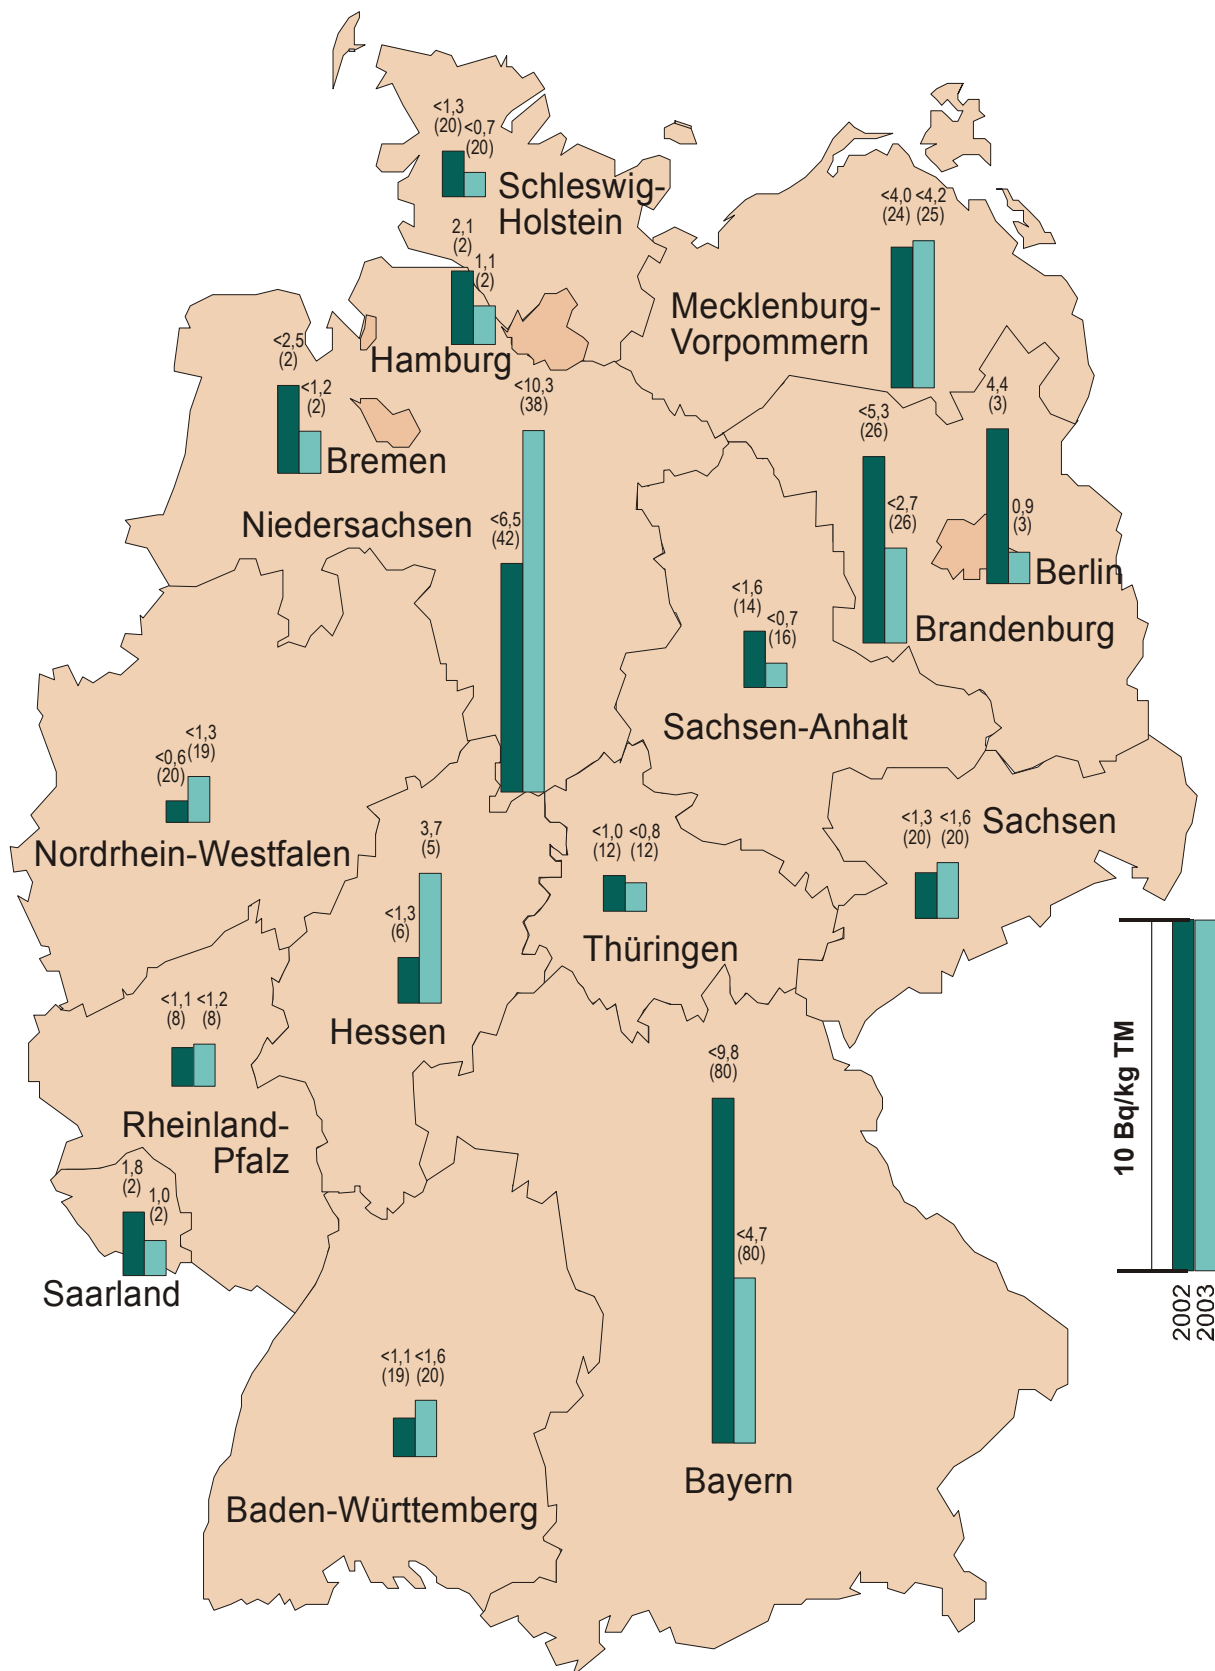 <1,3
(20)
<0,7
(20)
Schleswig-
Holstein
<4,0 <4,2
(24) (25)
Mecklenburg-
Vorpommern
2,1
(2)
1,1
(2)
Hamburg
<2,5
(2)
<1,2
(2)
Bremen
<10,3
(38)
<6,5
(42)
Niedersachsen
4,4
(3)
0,9
(3)
Berlin
<5,3
(26)
<2,7
(26)
Brandenburg
<1,6
(14)
<0,7
(16)
Sachsen-Anhalt
<1,3
(19)
<0,6
(20)
Nordrhein-Westfalen
3,7
(5)
<1,3
(6)
Hessen
<1,0 <0,8
(12) (12)
Thüringen
<1,3 <1,6
(20) (20)
Sachsen
<1,1 <1,2
(8) (8)
Rheinland-
Pfalz
1,8
(2)
1,0
(2)
Saarland
<9,8
(80)
<4,7
(80)
Bayern
<1,1 <1,6
(19) (20)
Baden-Württemberg
10 Bq/kg TM
2002
2003